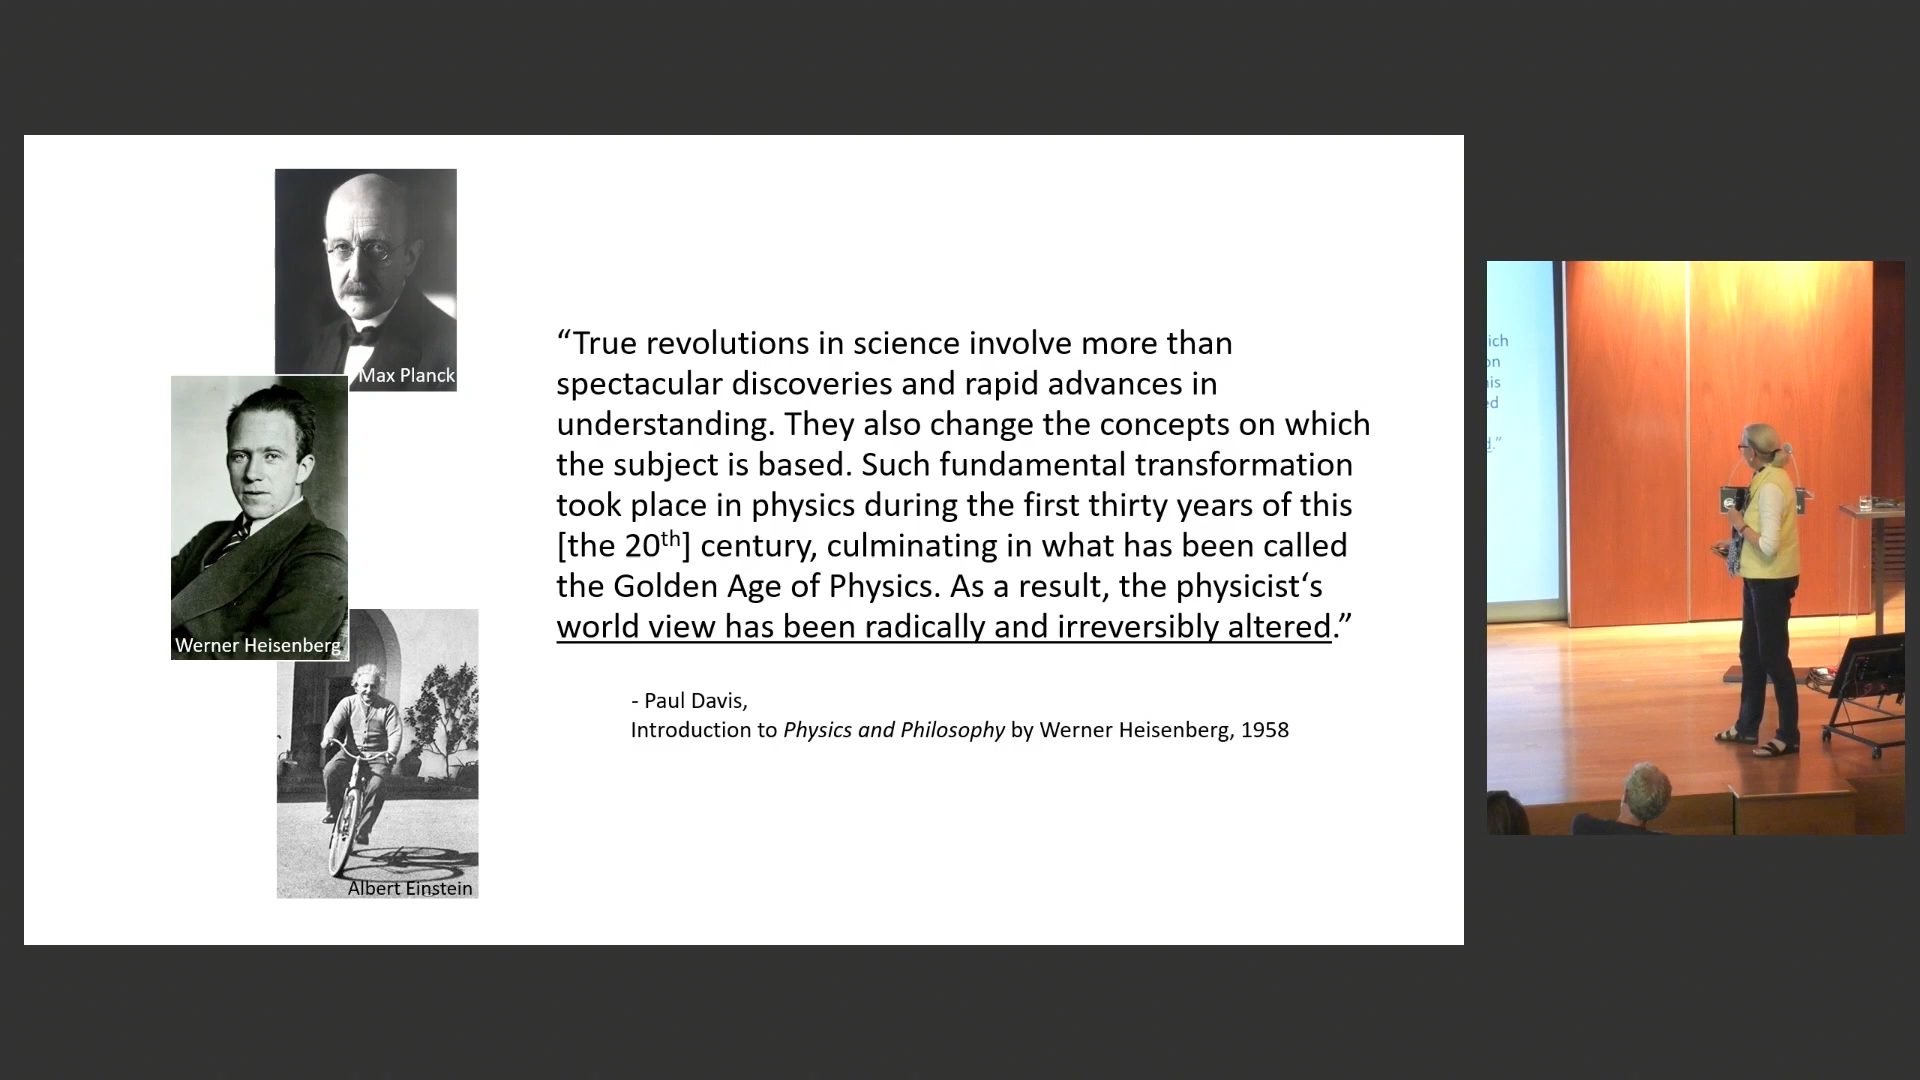 Max Planck
Werner Heisenberg
Albert Einstein
“True revolutions in science involve more than
spectacular discoveries and rapid advances in
understanding. They also change the concepts on which
the subject is based. Such fundamental transformation
took place in physics during the first thirty years of this
[the 20th] century, culminating in what has been called
the Golden Age of Physics. As a result, the physicist‘s
world view has been radically and irreversibly altered.”
- Paul Davis,
Introduction to Physics and Philosophy by Werner Heisenberg, 1958
ich
on
his
ed
d.”